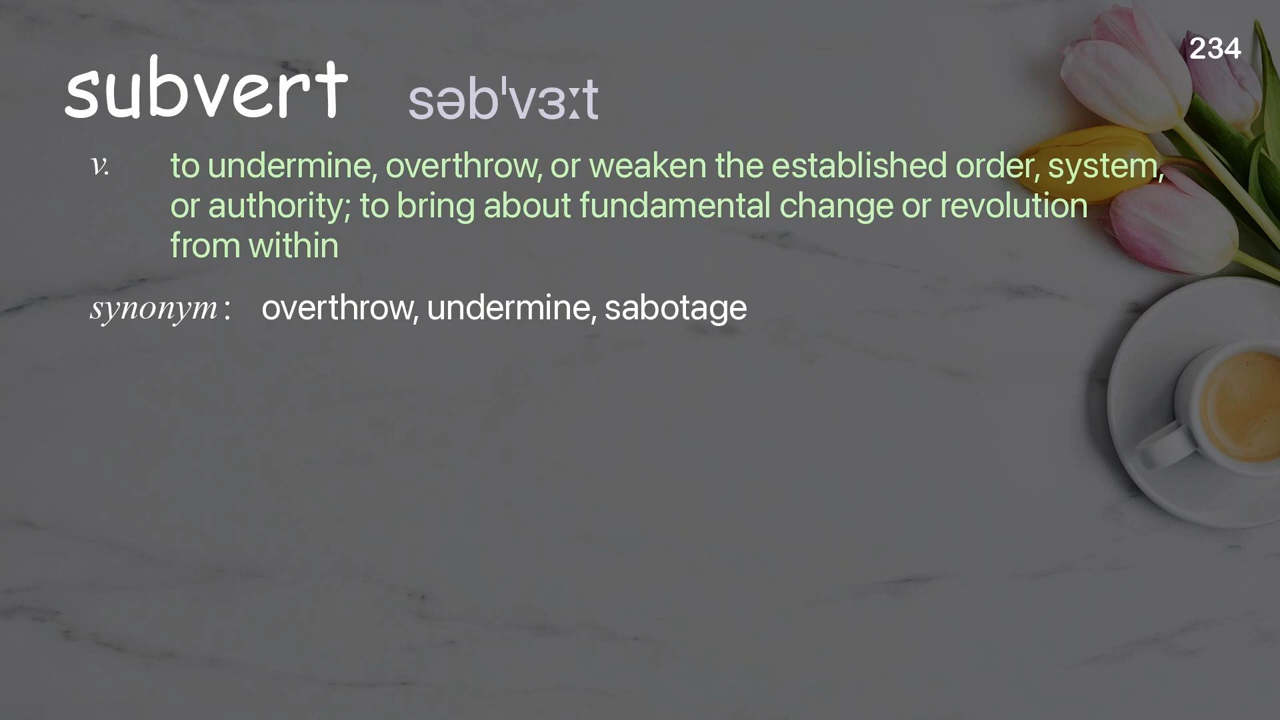 234
subvert səbˈvɜːt
v. to undermine, overthrow, or weaken the established order, system,
or authority; to bring about fundamental change or revolution
from within
synonym : overthrow, undermine, sabotage